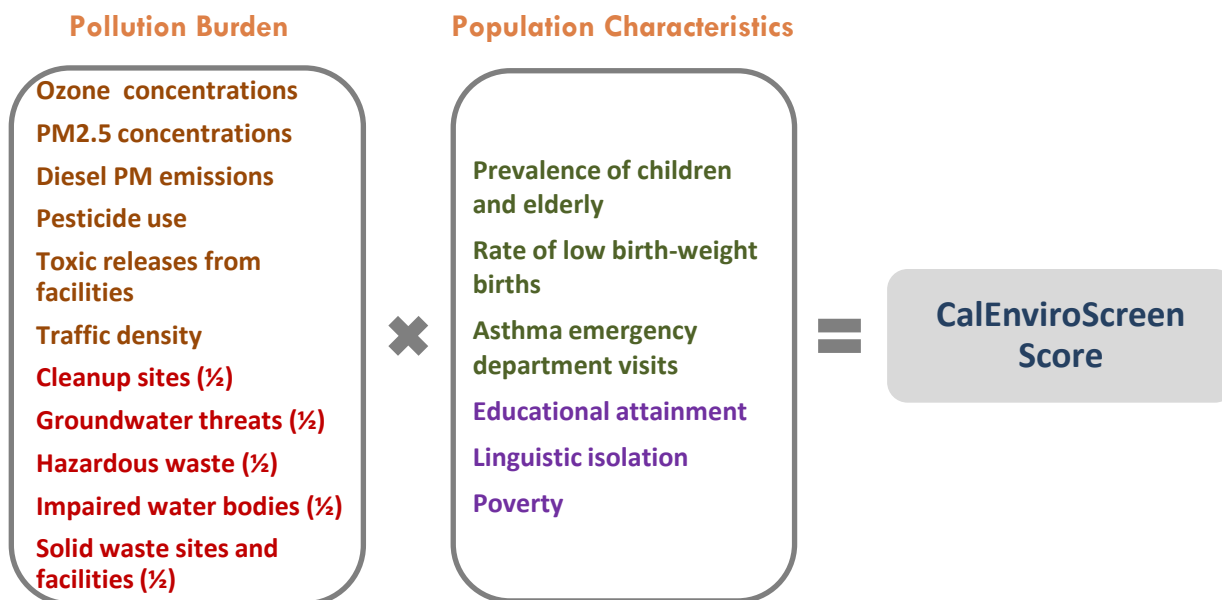 Pollution Burden
Ozone  concentrations
PM2.5 concentrations
Diesel PM emissions
Pesticide use
Toxic releases from
facilities
Traffic density
Cleanup sites (½)
Groundwater threats (½)
Hazardous waste (½)
Impaired water bodies (½)
Solid waste sites and
facilities (½)
Population Characteristics
Prevalence of children
and elderly
Rate of low birth-weight
births
Asthma emergency
department visits
Educational attainment
Linguistic isolation
Poverty
CalEnviroScreen
Score